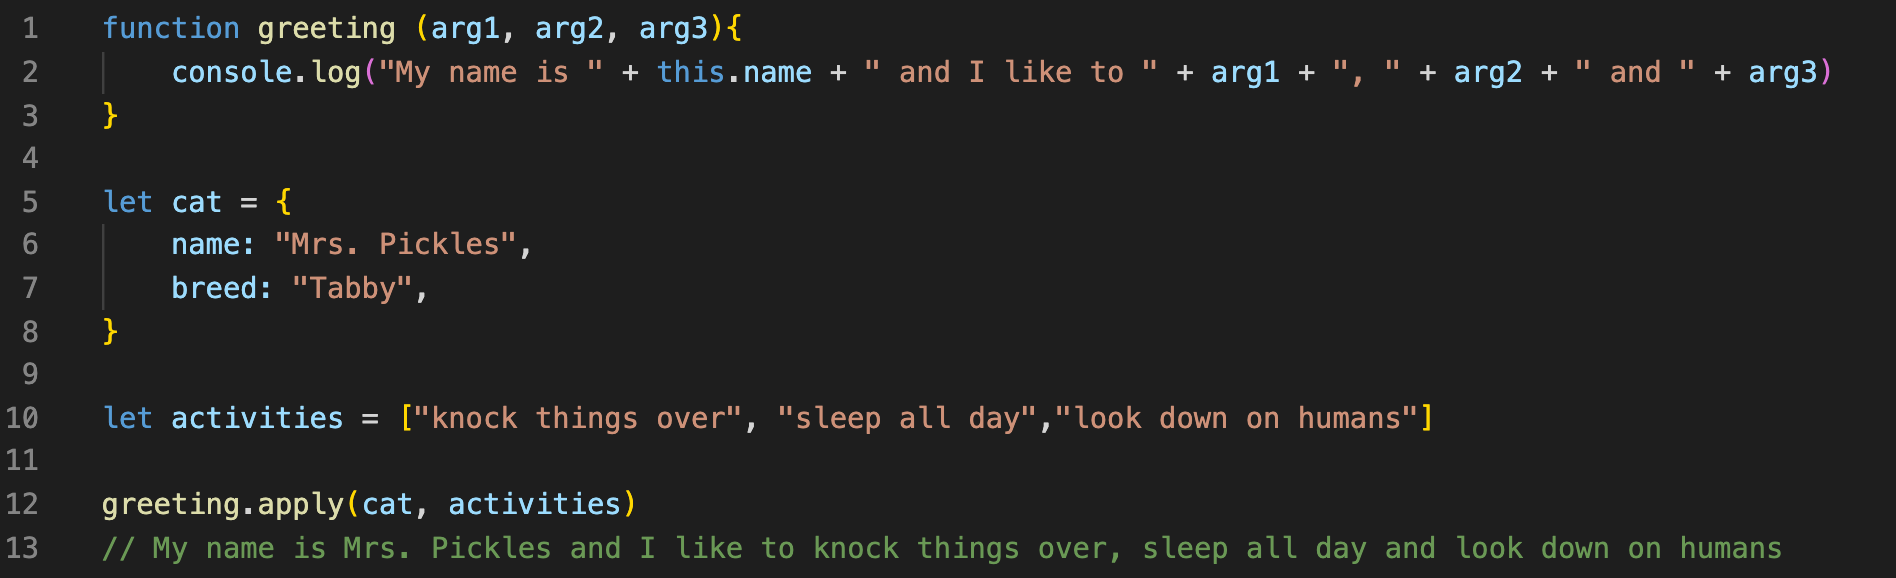 1 function greeting (arg1, arg2, arg3){
2 console.log("My name is " + this.name + " and I like to " + arg1 + ", " + arg2 + " and " + arg3)
3 }
4
5 let cat = {
6 name: "Mrs. Pickles",
7 breed: "Tabby",
8 }
9
10 let activities = ["knock things over", "sleep all day","look down on humans"]
11
12 greeting.apply(cat, activities)
13 // My name is Mrs. Pickles and I like to knock things over, sleep all day and look down on humans